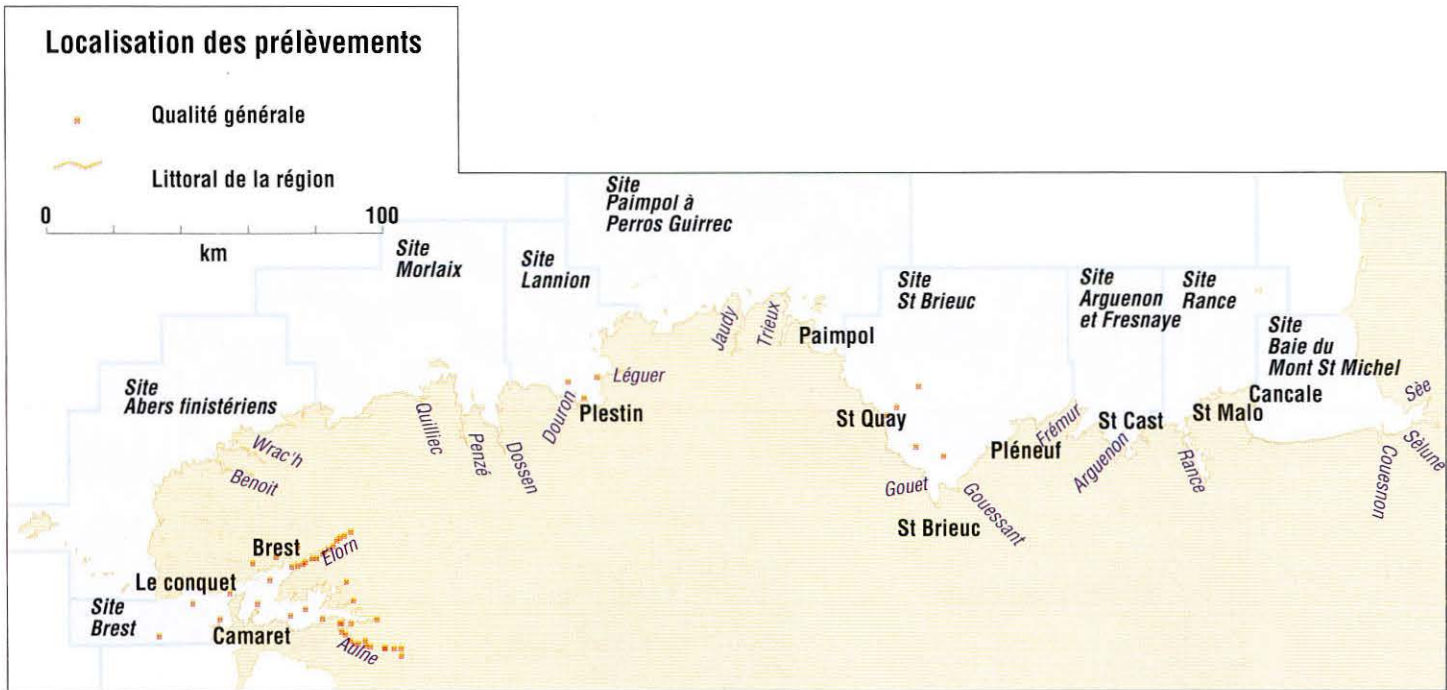 Localisation des prélèvements
Qualité générale
Littoral de la région
0 100
km
Site
Paimpol à
Perros Guirrec
Site
Morlaix
Site
Lannion
Site
St Brieuc
Site
Arguenon
et Fresnaye
Site
Rance
Site
Baie du
Mont St Michel
Site
Abers finistériens
Site
Brest
Jaudy
Trieux
Paimpol
Léguer
Plestin
Douron
Quilliec
Penzé
Dossen
Wrac'h
Benoit
St Quay
Pléneuf
Frémur
St Cast
Arguenon
St Malo
Cancale
Rance
Sèe
Sèlune
Couesnon
Gouet
Gouessant
St Brieuc
Brest
Elorn
Le conquet
Camaret
Aulne